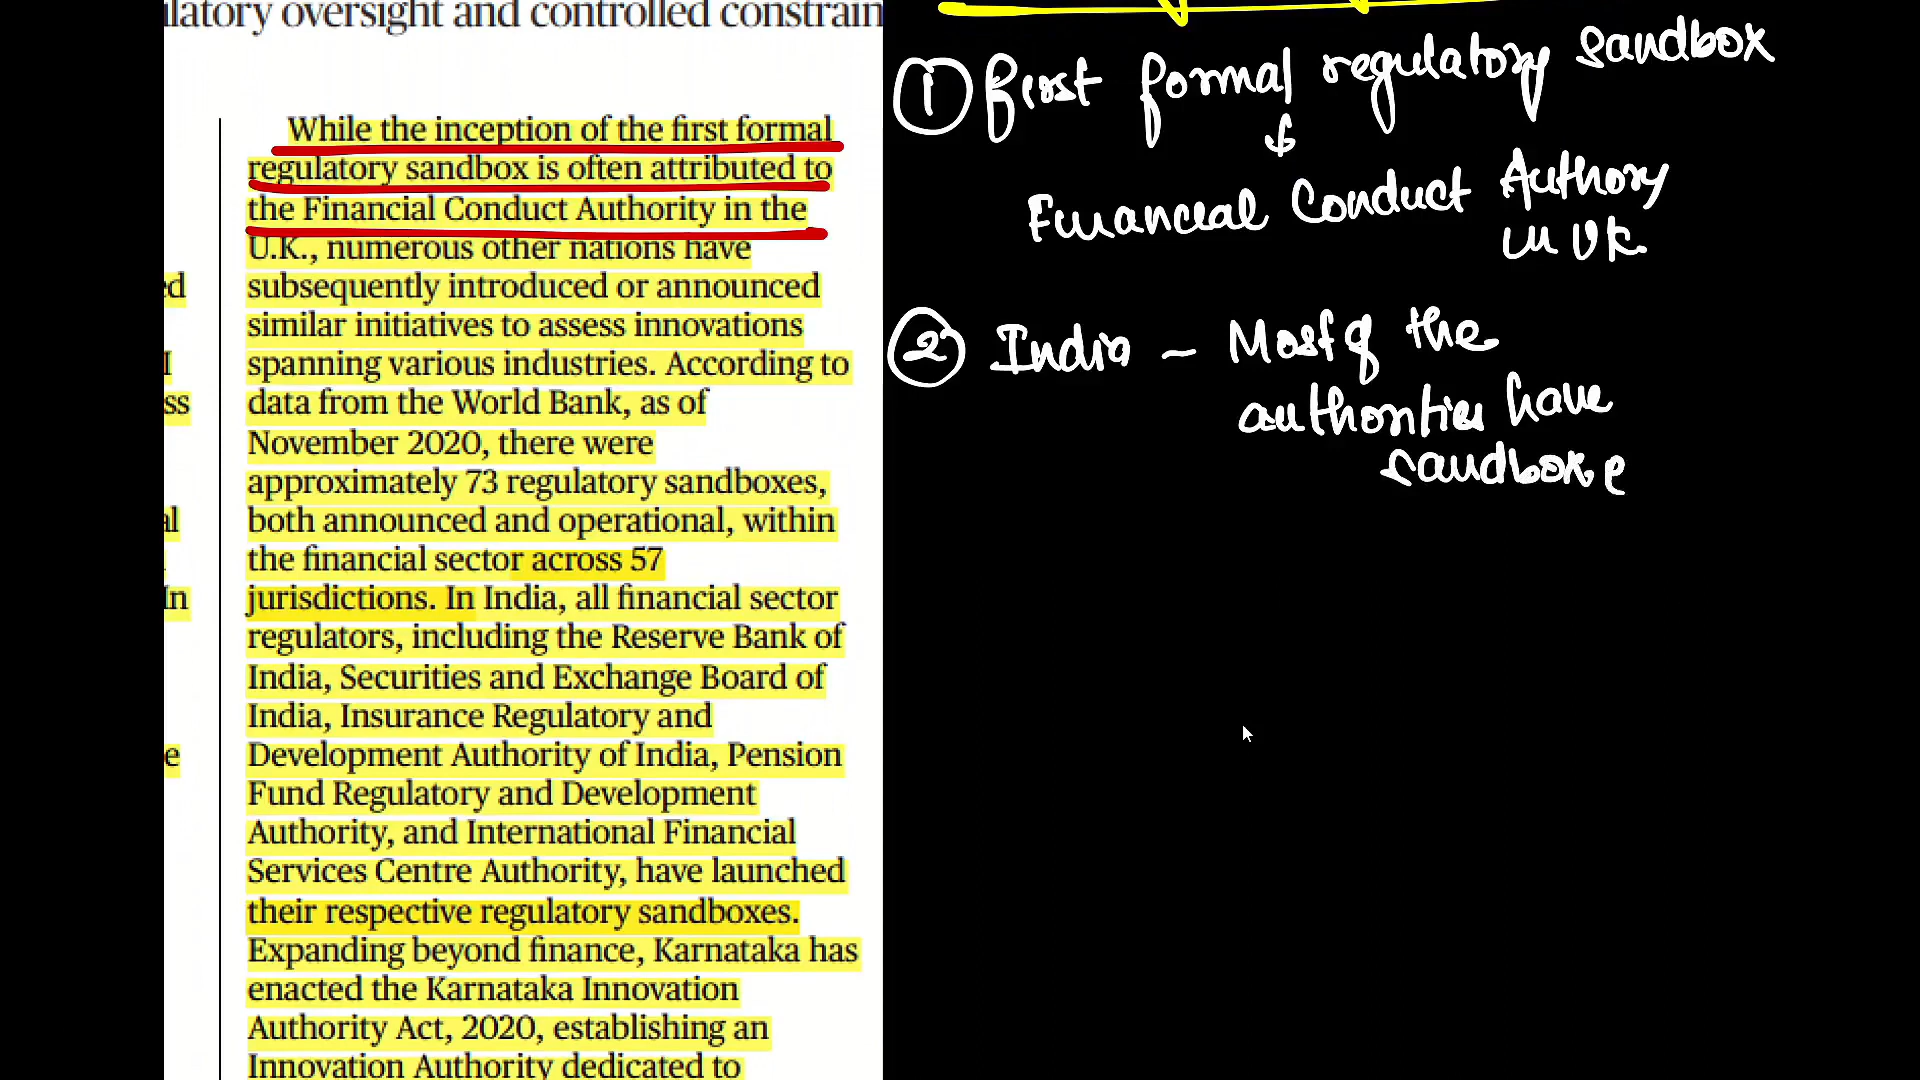 latory oversight and controlled constrain
While the inception of the first formal
regulatory sandbox is often attributed to
the Financial Conduct Authority in the
U.K., numerous other nations have
subsequently introduced or announced
similar initiatives to assess innovations
spanning various industries. According to
data from the World Bank, as of
November 2020, there were
approximately 73 regulatory sandboxes,
both announced and operational, within
the financial sector across 57
jurisdictions. In India, all financial sector
regulators, including the Reserve Bank of
India, Securities and Exchange Board of
India, Insurance Regulatory and
Development Authority of India, Pension
Fund Regulatory and Development
Authority, and International Financial
Services Centre Authority, have launched
their respective regulatory sandboxes.
Expanding beyond finance, Karnataka has
enacted the Karnataka Innovation
Authority Act, 2020, establishing an
Innovation Authority dedicated to
ed
I
ss
al
In
e
① First formal regulatory sandbox
↓
Financial Conduct Authory
in UK
② India – Most of the
authorities have
sandboxe